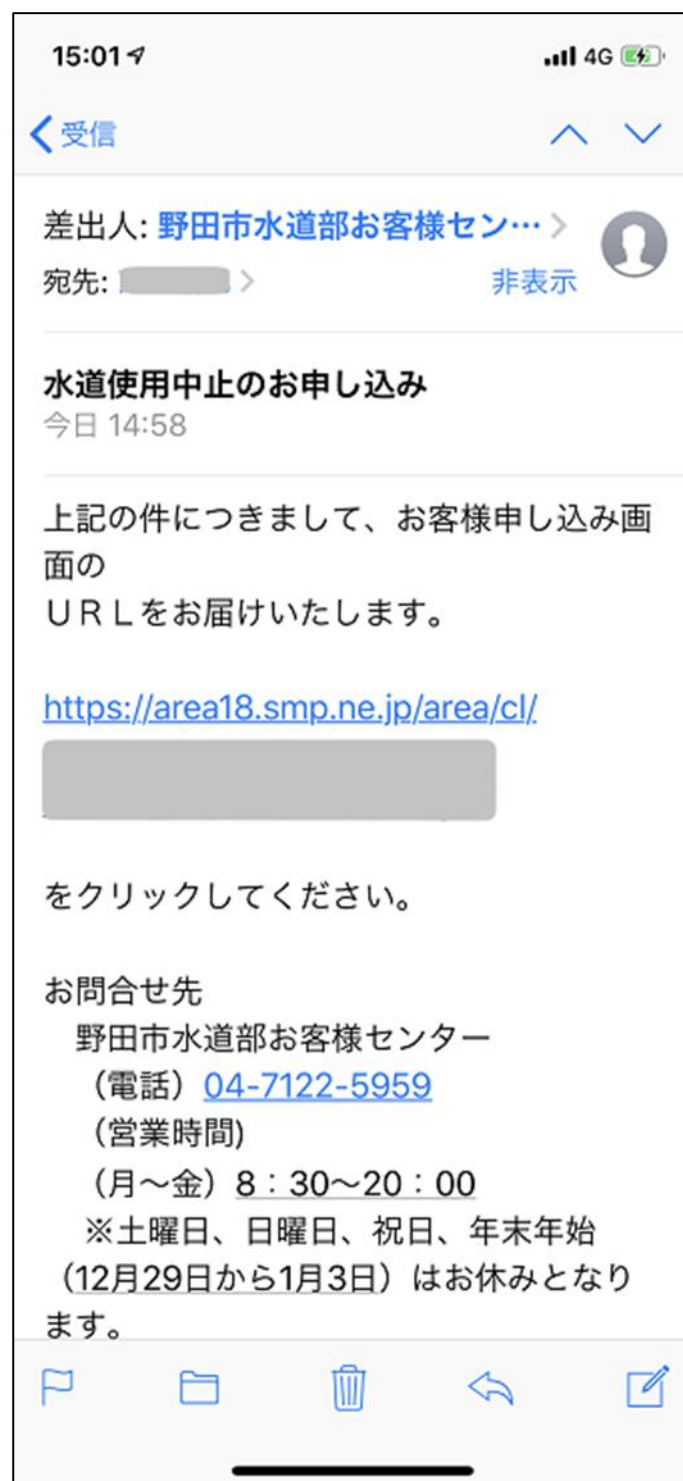 15:01
4G
受信
差出人: 野田市水道部お客様セン…
宛先:
非表示
水道使用中止のお申し込み
今日 14:58
上記の件につきまして、お客様申し込み画
面の
ＵＲＬをお届けいたします。
https://area18.smp.ne.jp/area/cl/
をクリックしてください。
お問合せ先
野田市水道部お客様センター
（電話）04-7122-5959
（営業時間)
（月～金）8：30～20：00
※土曜日、日曜日、祝日、年末年始
（12月29日から1月3日）はお休みとなり
ます。